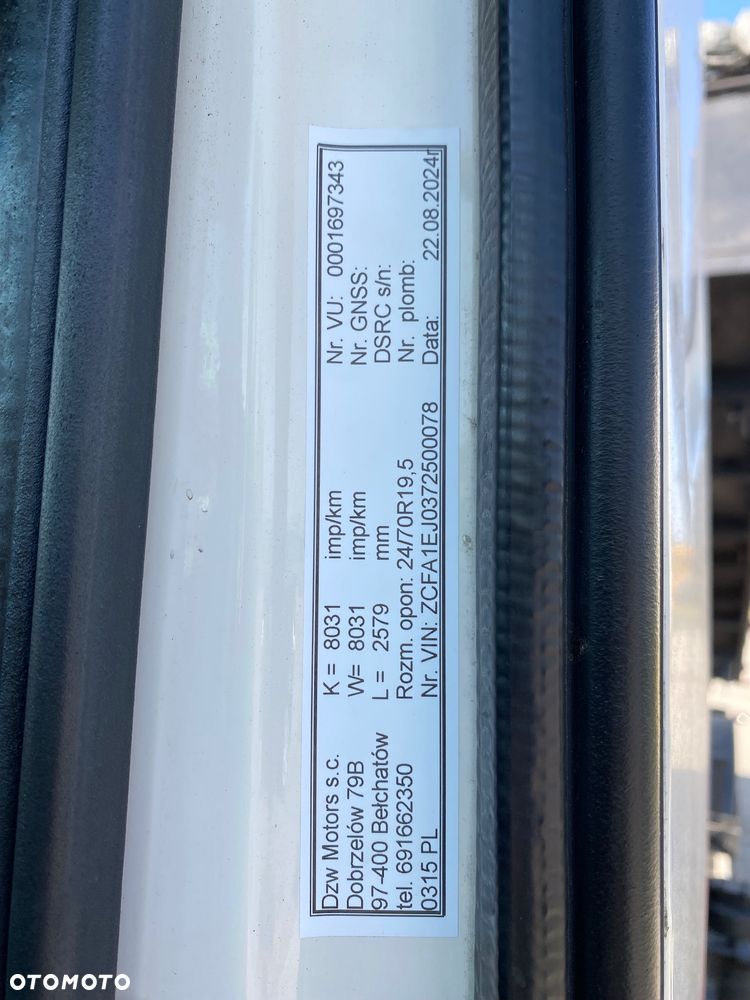 Dzw Motors s.c.
Dobrzelów 79B
97-400 Bełchatów
tel. 691662350
0315 PL
K = 8031 imp/km
W= 8031 imp/km
L = 2579 mm
Rozm. opon: 24/70R19,5
Nr. VIN: ZCFA1EJ0372500078
Nr. VU: 0001697343
Nr. GNSS:
DSRC s/n:
Nr. plomb:
Data: 22.08.2024r
OTOMOTO